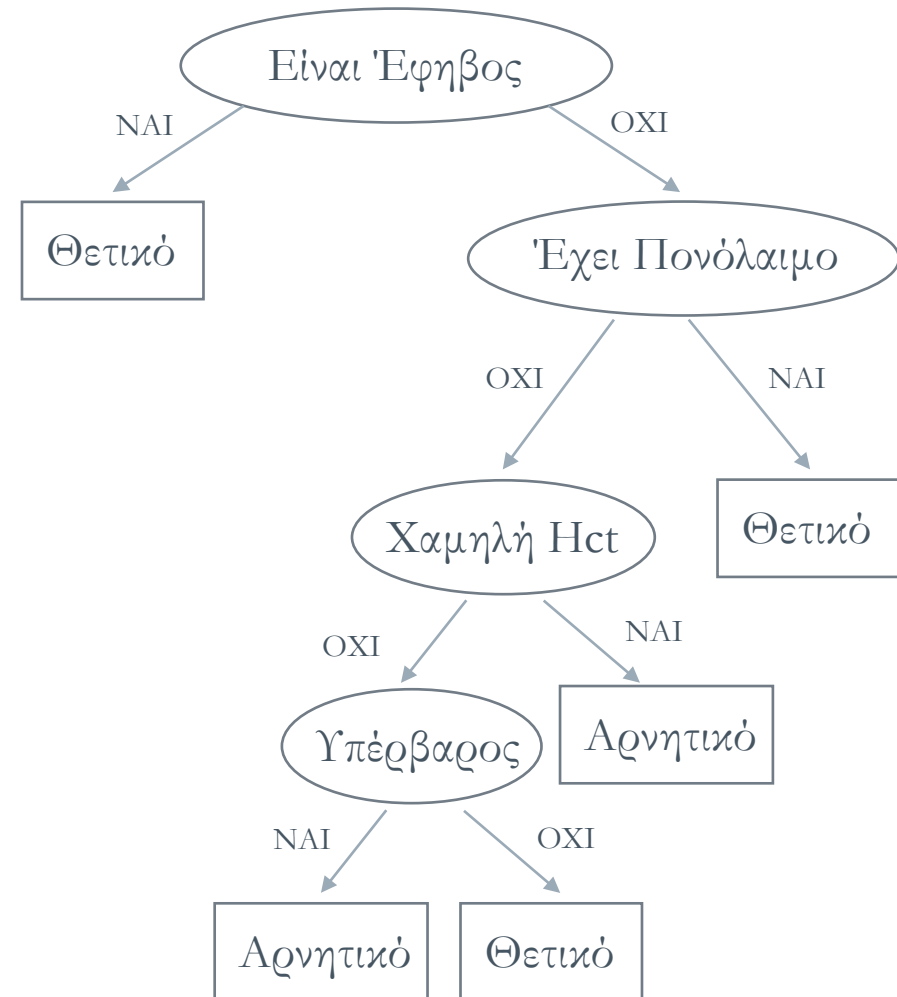 Είναι Έφηβος
ΝΑΙ
ΟΧΙ
Θετικό
Έχει Πονόλαιμο
ΟΧΙ
ΝΑΙ
Χαμηλή Hct
Θετικό
ΟΧΙ
ΝΑΙ
Υπέρβαρος
Αρνητικό
ΝΑΙ
ΟΧΙ
Αρνητικό
Θετικό